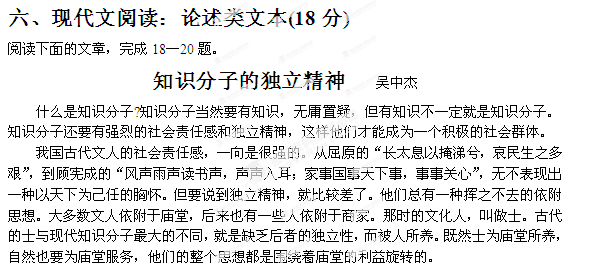 六、现代文阅读：论述类文本(18 分)
阅读下面的文章，完成 18—20 题。
知识分子的独立精神 吴中杰
什么是知识分子?知识分子当然要有知识，无庸置疑，但有知识不一定就是知识分子。
知识分子还要有强烈的社会责任感和独立精神，这样他们才能成为一个积极的社会群体。
我国古代文人的社会责任感，一向是很强的。从屈原的“长太息以掩涕兮，哀民生之多
艰”，到顾宪成的“风声雨声读书声，声声入耳；家事国事天下事，事事关心”，无不表现出
一种以天下为己任的胸怀。但要说到独立精神，就比较差了。他们总有一种挥之不去的依附
思想。大多数文人依附于庙堂，后来也有一些人依附于商家。那时的文化人，叫做士。古代
的士与现代知识分子最大的不同，就是缺乏后者的独立性，而被人所养。既然士为庙堂所养，
自然也要为庙堂服务，他们的整个思想都是围绕着庙堂的利益旋转的。